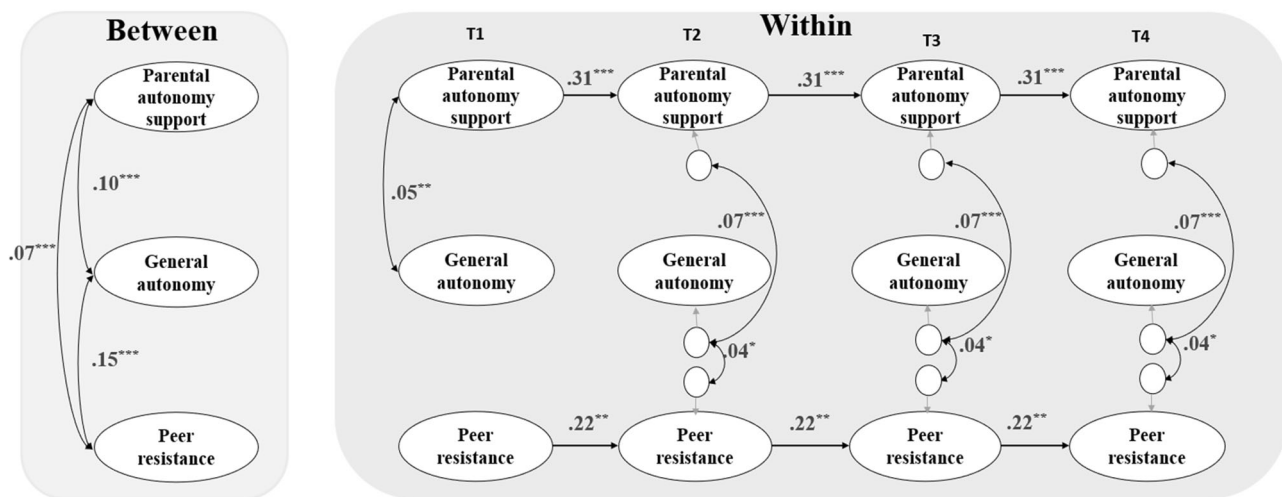 Between
Parental
autonomy
support
.10***
.07***
General
autonomy
.15***
Peer
resistance
Within
T1
T2
T3
T4
Parental
autonomy
support
.31***
Parental
autonomy
support
.31***
Parental
autonomy
support
.31***
Parental
autonomy
support
.05**
.07***
.07***
.07***
General
autonomy
General
autonomy
General
autonomy
General
autonomy
.04*
.04*
.04*
Peer
resistance
.22**
Peer
resistance
.22**
Peer
resistance
.22**
Peer
resistance